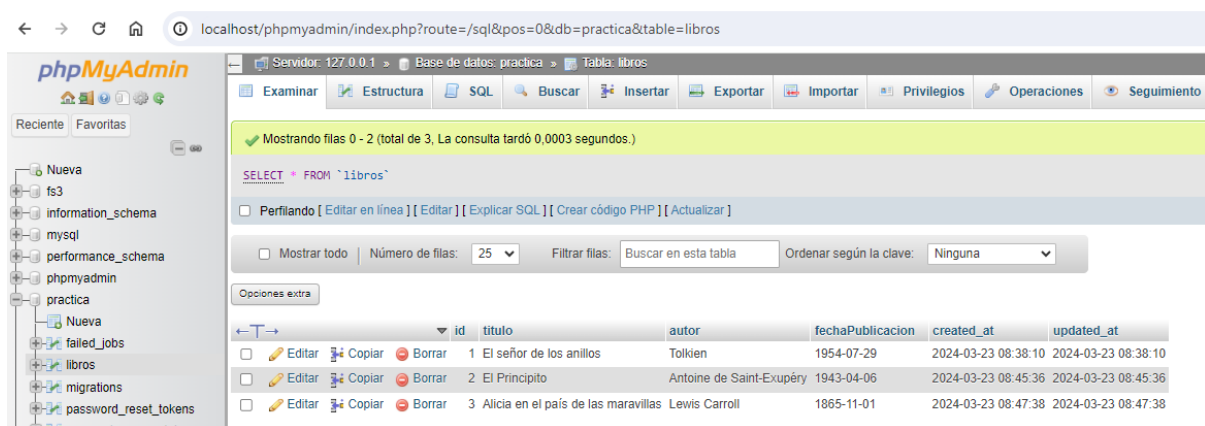 localhost/phpmyadmin/index.php?route=/sql&pos=0&db=practica&table=libros
phpMyAdmin
Reciente Favoritas
Nueva
fs3
information_schema
mysql
performance_schema
phpmyadmin
practica
Nueva
failed_jobs
libros
migrations
password_reset_tokens
Servidor: 127.0.0.1 » Base de datos: practica » Tabla: libros
Examinar Estructura SQL Buscar Insertar Exportar Importar Privilegios Operaciones Seguimiento
Mostrando filas 0 - 2 (total de 3, La consulta tardó 0,0003 segundos.)
SELECT * FROM `libros`
Perfilando [ Editar en línea ] [ Editar ] [ Explicar SQL ] [ Crear código PHP ] [ Actualizar ]
Mostrar todo | Número de filas: 25 Filtrar filas: Buscar en esta tabla Ordenar según la clave: Ninguna
Opciones extra
←T→ id titulo autor fechaPublicacion created_at updated_at
Editar Copiar Borrar 1 El señor de los anillos Tolkien 1954-07-29 2024-03-23 08:38:10 2024-03-23 08:38:10
Editar Copiar Borrar 2 El Principito Antoine de Saint-Exupéry 1943-04-06 2024-03-23 08:45:36 2024-03-23 08:45:36
Editar Copiar Borrar 3 Alicia en el país de las maravillas Lewis Carroll 1865-11-01 2024-03-23 08:47:38 2024-03-23 08:47:38